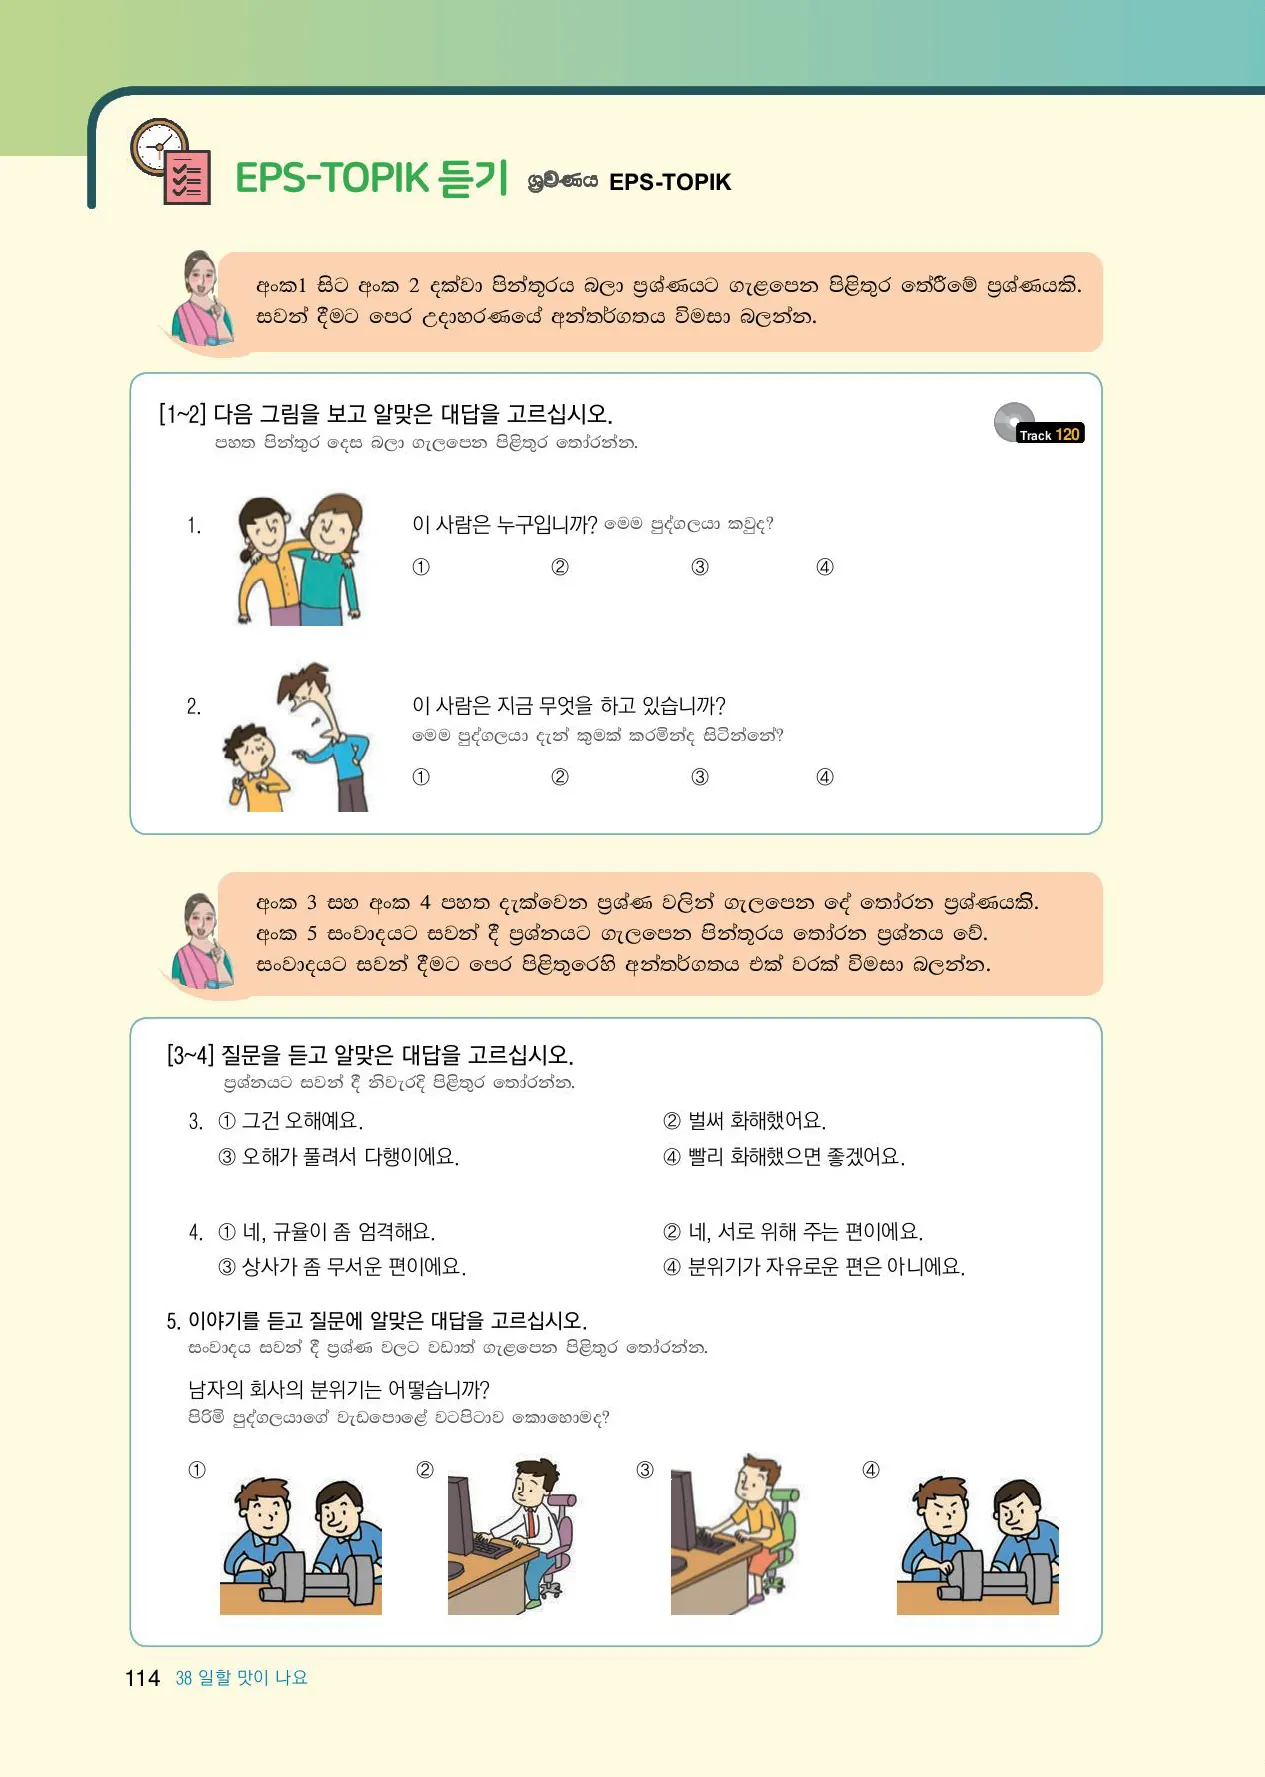 EPS-TOPIK 듣기 ශ්‍රවණය EPS-TOPIK
අංක1 සිට අංක 2 දක්වා පින්තූරය බලා ප්‍රශ්ණයට ගැළපෙන පිළිතුර තේරීමේ ප්‍රශ්ණයකි.
සවන් දීමට පෙර උදාහරණයේ අන්තර්ගතය විමසා බලන්න.
[1~2] 다음 그림을 보고 알맞은 대답을 고르십시오.
Track 120
පහත පින්තුර දෙස බලා ගැලපෙන පිළිතුර තෝරන්න.
1. 이 사람은 누구입니까? මෙම පුද්ගලයා කවුද?
① ② ③ ④
2. 이 사람은 지금 무엇을 하고 있습니까?
මෙම පුද්ගලයා දැන් කුමක් කරමින්ද සිටින්නේ?
① ② ③ ④
අංක 3 සහ අංක 4 පහත දැක්වෙන ප්‍රශ්ණ වලින් ගැලපෙන දේ තෝරන ප්‍රශ්ණයකි.
අංක 5 සංවාදයට සවන් දී ප්‍රශ්නයට ගැලපෙන පින්තූරය තෝරන ප්‍රශ්නය වේ.
සංවාදයට සවන් දීමට පෙර පිළිතුරෙහි අන්තර්ගතය එක් වරක් විමසා බලන්න.
[3~4] 질문을 듣고 알맞은 대답을 고르십시오.
ප්‍රශ්නයට සවන් දී නිවැරදි පිළිතුර තෝරන්න.
3. ① 그건 오해예요. ② 벌써 화해했어요.
③ 오해가 풀려서 다행이에요. ④ 빨리 화해했으면 좋겠어요.
4. ① 네, 규율이 좀 엄격해요. ② 네, 서로 위해 주는 편이에요.
③ 상사가 좀 무서운 편이에요. ④ 분위기가 자유로운 편은 아니에요.
5. 이야기를 듣고 질문에 알맞은 대답을 고르십시오.
සංවාදය සවන් දී ප්‍රශ්ණ වලට වඩාත් ගැළපෙන පිළිතුර තෝරන්න.
남자의 회사의 분위기는 어떻습니까?
පිරිමි පුද්ගලයාගේ වැඩපොළේ වටපිටාව කොහොමද?
① ② ③ ④
114 38 일할 맛이 나요